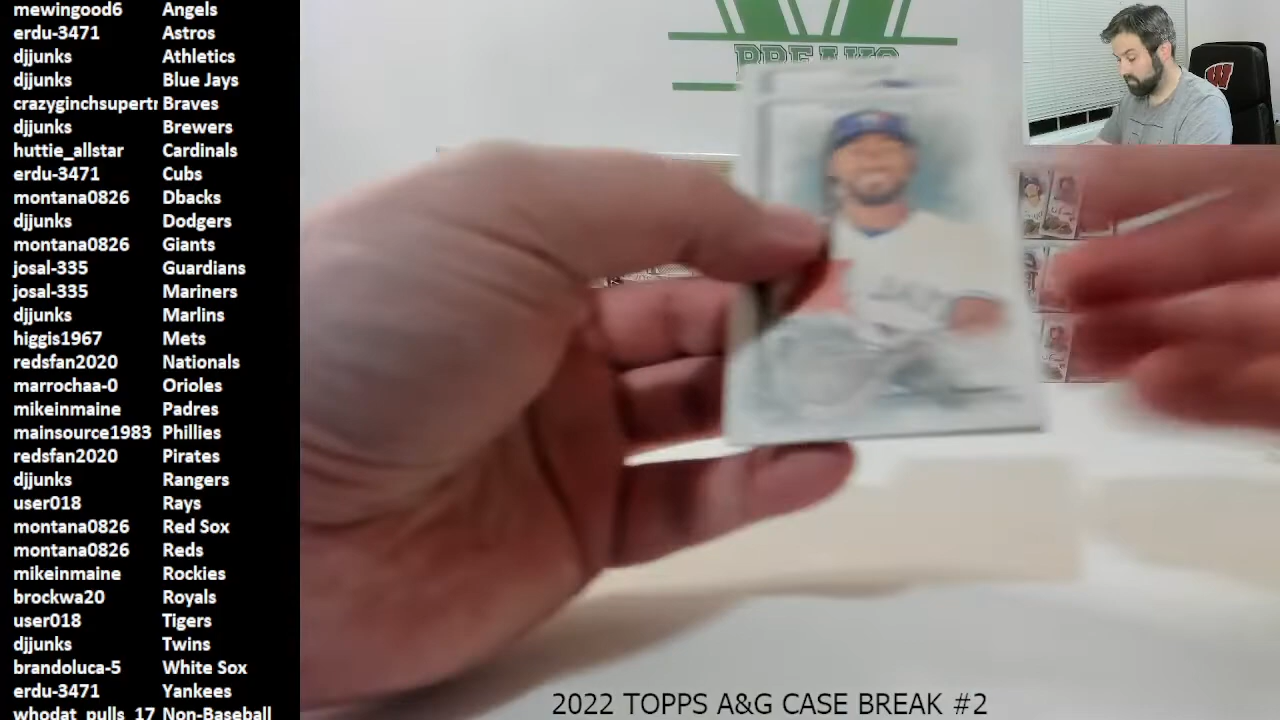 mewingood6 Angels
erdu-3471 Astros
djjunks Athletics
djjunks Blue Jays
crazyginchsupertr Braves
djjunks Brewers
huttie_allstar Cardinals
erdu-3471 Cubs
montana0826 Dbacks
djjunks Dodgers
montana0826 Giants
josal-335 Guardians
josal-335 Mariners
djjunks Marlins
higgis1967 Mets
redsfan2020 Nationals
marrochaa-0 Orioles
mikeinmaine Padres
mainsource1983 Phillies
redsfan2020 Pirates
djjunks Rangers
user018 Rays
montana0826 Red Sox
montana0826 Reds
mikeinmaine Rockies
brockwa20 Royals
user018 Tigers
djjunks Twins
brandoluca-5 White Sox
erdu-3471 Yankees
whodat_pulls_17 Non-Baseball
BREAKS
W
2022 TOPPS A&G CASE BREAK #2